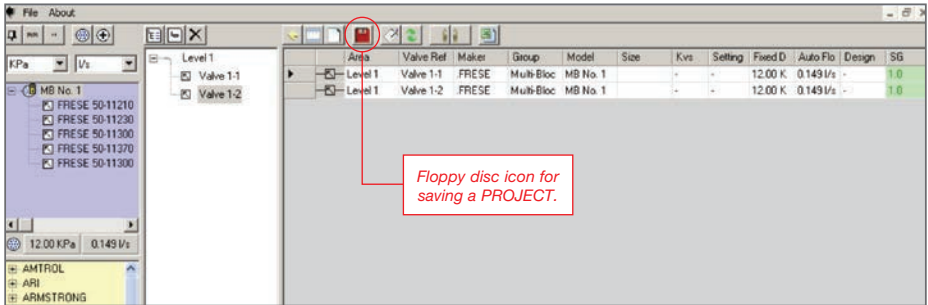 File About
KPa l/s
MB No. 1
FRESE 50-11210
FRESE 50-11230
FRESE 50-11300
FRESE 50-11370
FRESE 50-11300
12.00 KPa 0.149 l/s
AMTROL
ARI
ARMSTRONG
Level 1
Valve 1-1
Valve 1-2
Area Valve Ref Maker Group Model Size Kvs Setting Fixed D Auto Flo Design SG
Level 1 Valve 1-1 .FRESE Multi-Bloc MB No. 1 - - 12.00 K 0.149 l/s - 1.0
Level 1 Valve 1-2 .FRESE Multi-Bloc MB No. 1 - - 12.00 K 0.149 l/s - 1.0
Floppy disc icon for
saving a PROJECT.